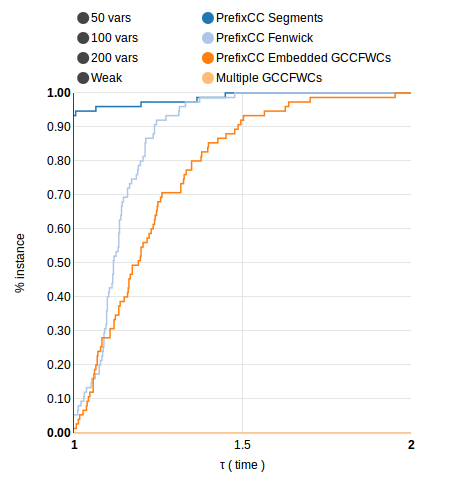 50 vars PrefixCC Segments
100 vars PrefixCC Fenwick
200 vars PrefixCC Embedded GCCFWCs
Weak Multiple GCCFWCs
1.00
0.90
0.80
0.70
0.60
% instance
0.50
0.40
0.30
0.20
0.10
0.00
1 1.5 2
τ ( time )